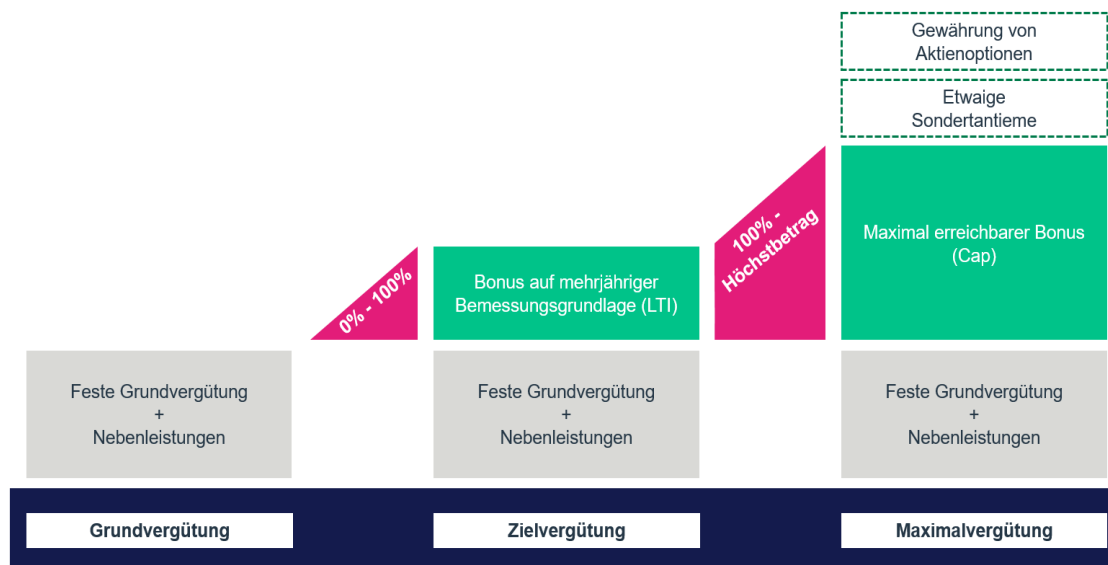 Gewährung von
Aktienoptionen
Etwaige
Sondertantieme
Maximal erreichbarer Bonus
(Cap)
100% -
Höchstbetrag
Bonus auf mehrjähriger
Bemessungsgrundlage (LTI)
0% - 100%
Feste Grundvergütung
+
Nebenleistungen
Feste Grundvergütung
+
Nebenleistungen
Feste Grundvergütung
+
Nebenleistungen
Grundvergütung
Zielvergütung
Maximalvergütung